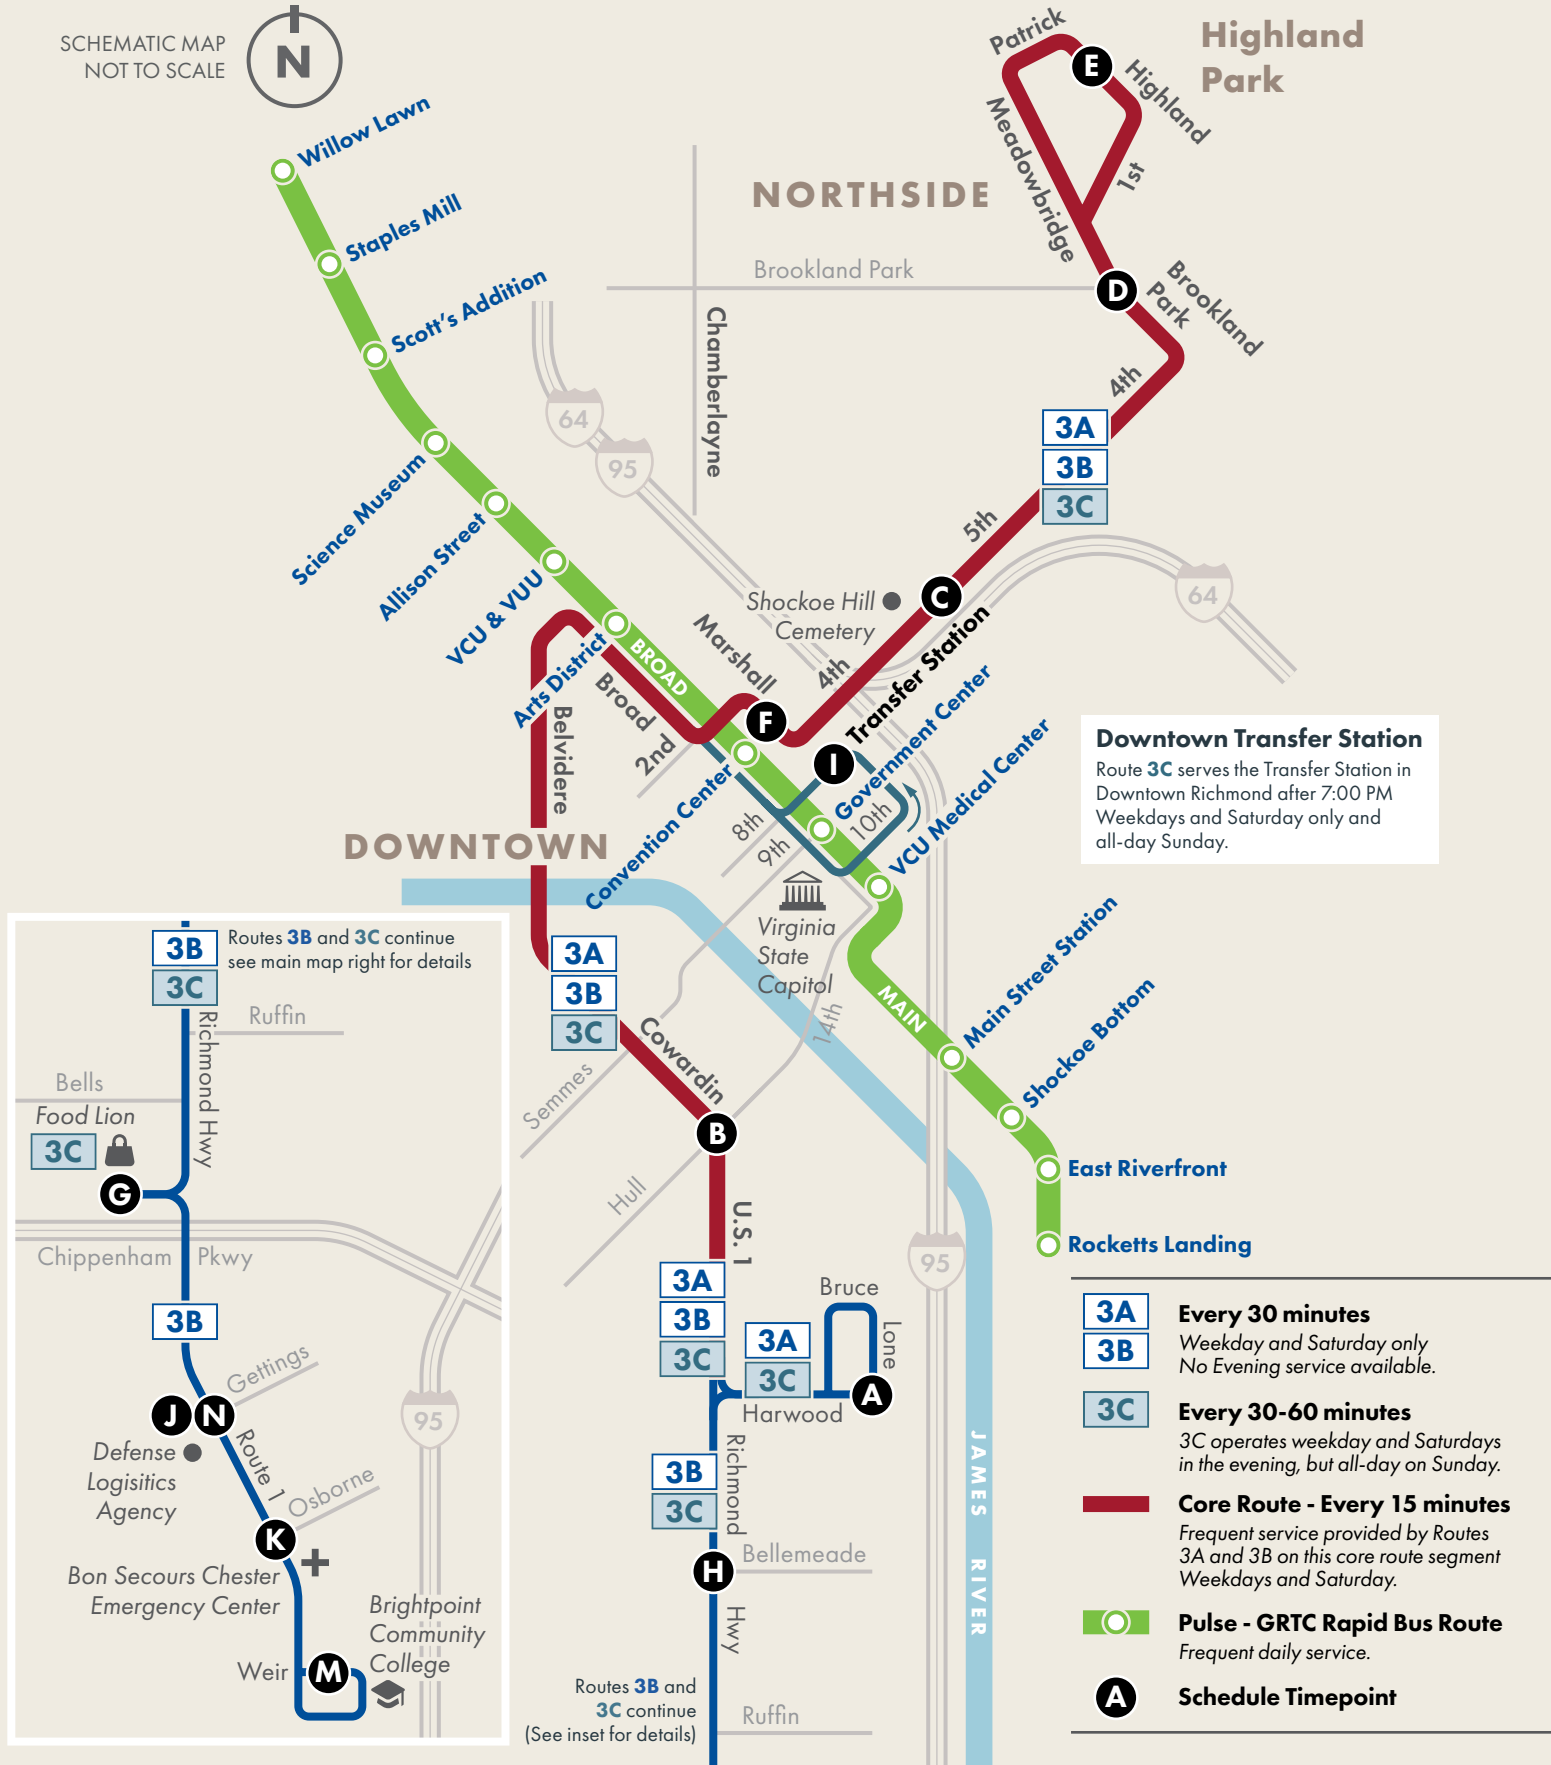 SCHEMATIC MAP
NOT TO SCALE
N
Highland
Park
Patrick
E
Highland
Meadowbridge
1st
NORTHSIDE
Brookland Park
D
Brookland
Park
Chamberlayne
4th
3A
3B
3C
5th
64
95
64
Willow Lawn
Staples Mill
Scott's Addition
Science Museum
Allison Street
VCU & VUU
Arts District
BROAD
Broad
Belvidere
2nd
Marshall
F
Shockoe Hill
Cemetery
C
4th
Transfer Station
I
Government Center
VCU Medical Center
Convention Center
8th
9th
10th
Downtown Transfer Station
Route 3C serves the Transfer Station in
Downtown Richmond after 7:00 PM
Weekdays and Saturday only and
all-day Sunday.
DOWNTOWN
Virginia
State
Capitol
14th
MAIN
Main Street Station
Shockoe Bottom
East Riverfront
Rocketts Landing
3A
3B
3C
Cowardin
Semmes
B
Hull
U.S. 1
95
3A
3B
3C
3A
3C
Bruce
Lone
A
Harwood
Richmond
3B
3C
H
Bellemeade
Hwy
Routes 3B and
3C continue
(See inset for details)
Ruffin
JAMES RIVER
3B
3C
Routes 3B and 3C continue
see main map right for details
Richmond Hwy
Ruffin
Bells
Food Lion
3C
G
Chippenham Pkwy
3B
Gettings
J
N
Route 1
95
Defense
Logisitics
Agency
Osborne
K
Bon Secours Chester
Emergency Center
Brightpoint
Community
College
Weir
M
3A
3B
Every 30 minutes
Weekday and Saturday only
No Evening service available.
3C
Every 30-60 minutes
3C operates weekday and Saturdays
in the evening, but all-day on Sunday.
Core Route - Every 15 minutes
Frequent service provided by Routes
3A and 3B on this core route segment
Weekdays and Saturday.
Pulse - GRTC Rapid Bus Route
Frequent daily service.
A
Schedule Timepoint